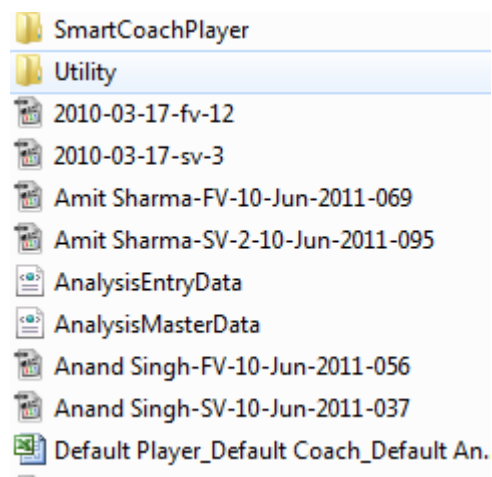 SmartCoachPlayer
Utility
2010-03-17-fv-12
2010-03-17-sv-3
Amit Sharma-FV-10-Jun-2011-069
Amit Sharma-SV-2-10-Jun-2011-095
AnalysisEntryData
AnalysisMasterData
Anand Singh-FV-10-Jun-2011-056
Anand Singh-SV-10-Jun-2011-037
Default Player_Default Coach_Default An..